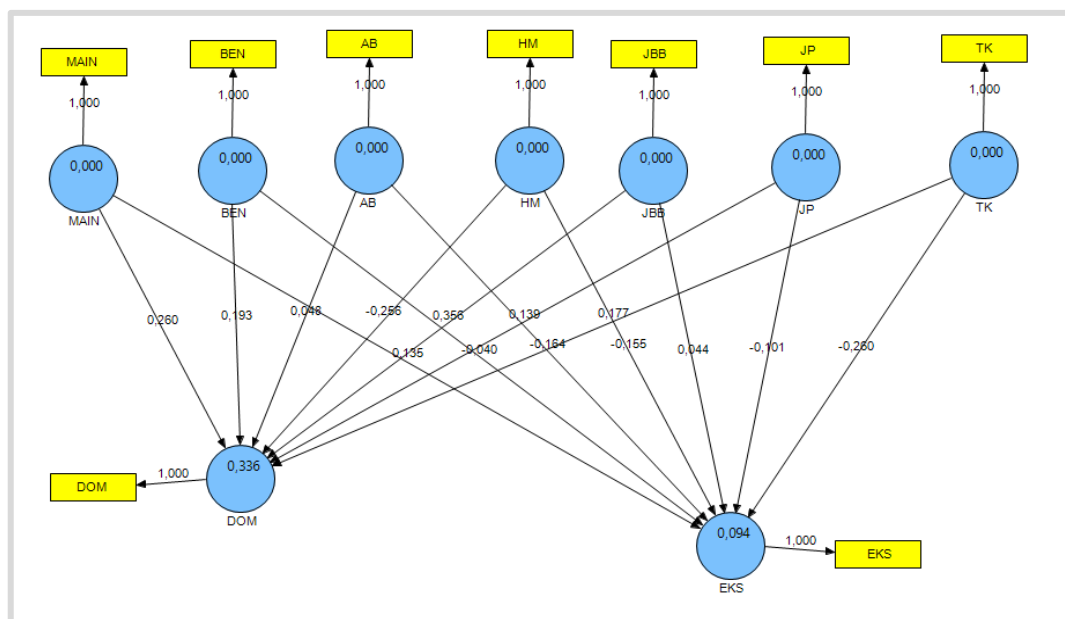 MAIN
BEN
AB
HM
JBB
JP
TK
1,000
1,000
1,000
1,000
1,000
1,000
1,000
0,000
0,000
0,000
0,000
0,000
0,000
0,000
MAIN
BEN
AB
HM
JBB
JP
TK
0,260
0,193
0,048
-0,256
0,356
0,139
0,177
0,135
-0,040
-0,164
-0,155
0,044
-0,101
-0,260
DOM
1,000
0,336
DOM
0,094
1,000
EKS
EKS